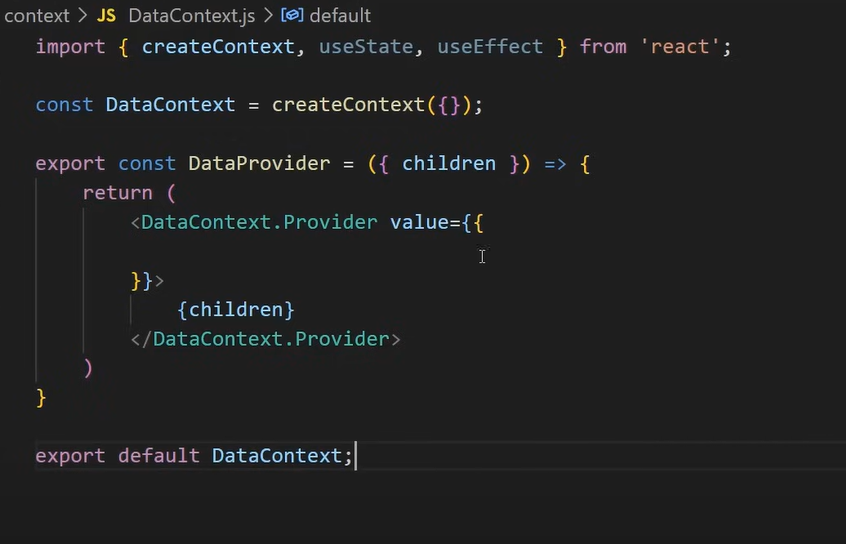 context > JS DataContext.js > default
import { createContext, useState, useEffect } from 'react';
const DataContext = createContext({});
export const DataProvider = ({ children }) => {
return (
<DataContext.Provider value={{
}}>
{children}
</DataContext.Provider>
)
}
export default DataContext;